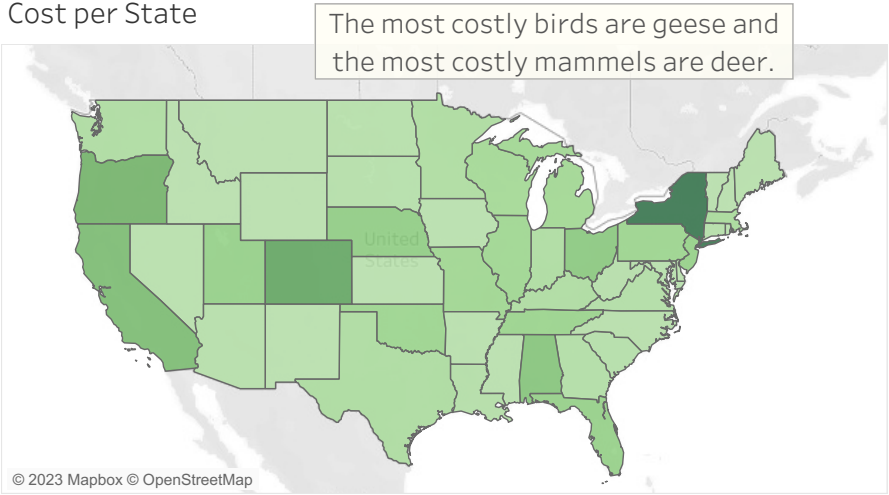 Cost per State
The most costly birds are geese and
the most costly mammels are deer.
United
States
© 2023 Mapbox © OpenStreetMap